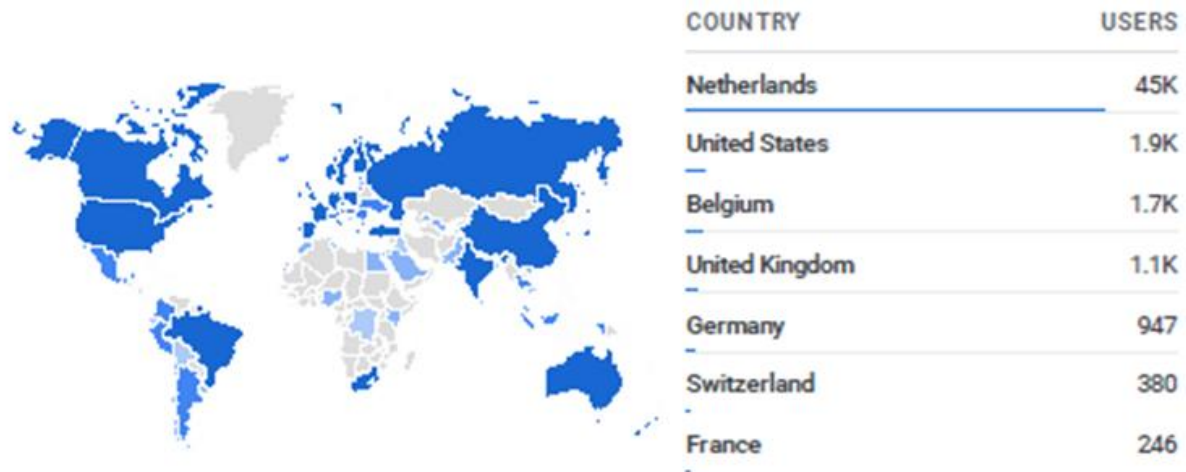 COUNTRY USERS
Netherlands 45K
United States 1.9K
Belgium 1.7K
United Kingdom 1.1K
Germany 947
Switzerland 380
France 246